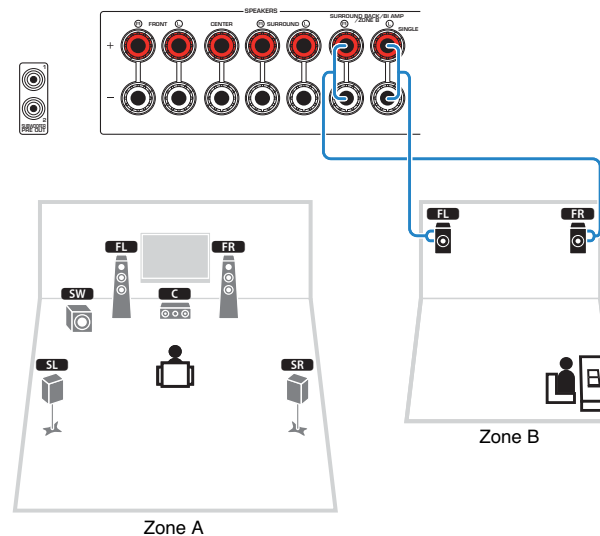 SPEAKERS
SURROUND BACK/BI AMP
/ZONE B
R FRONT L
CENTER
R SURROUND L
R
L
SINGLE
+
–
1
2
SUBWOOFER
PRE OUT
FL
FR
SW
C
SL
SR
Zone A
FL
FR
Zone B